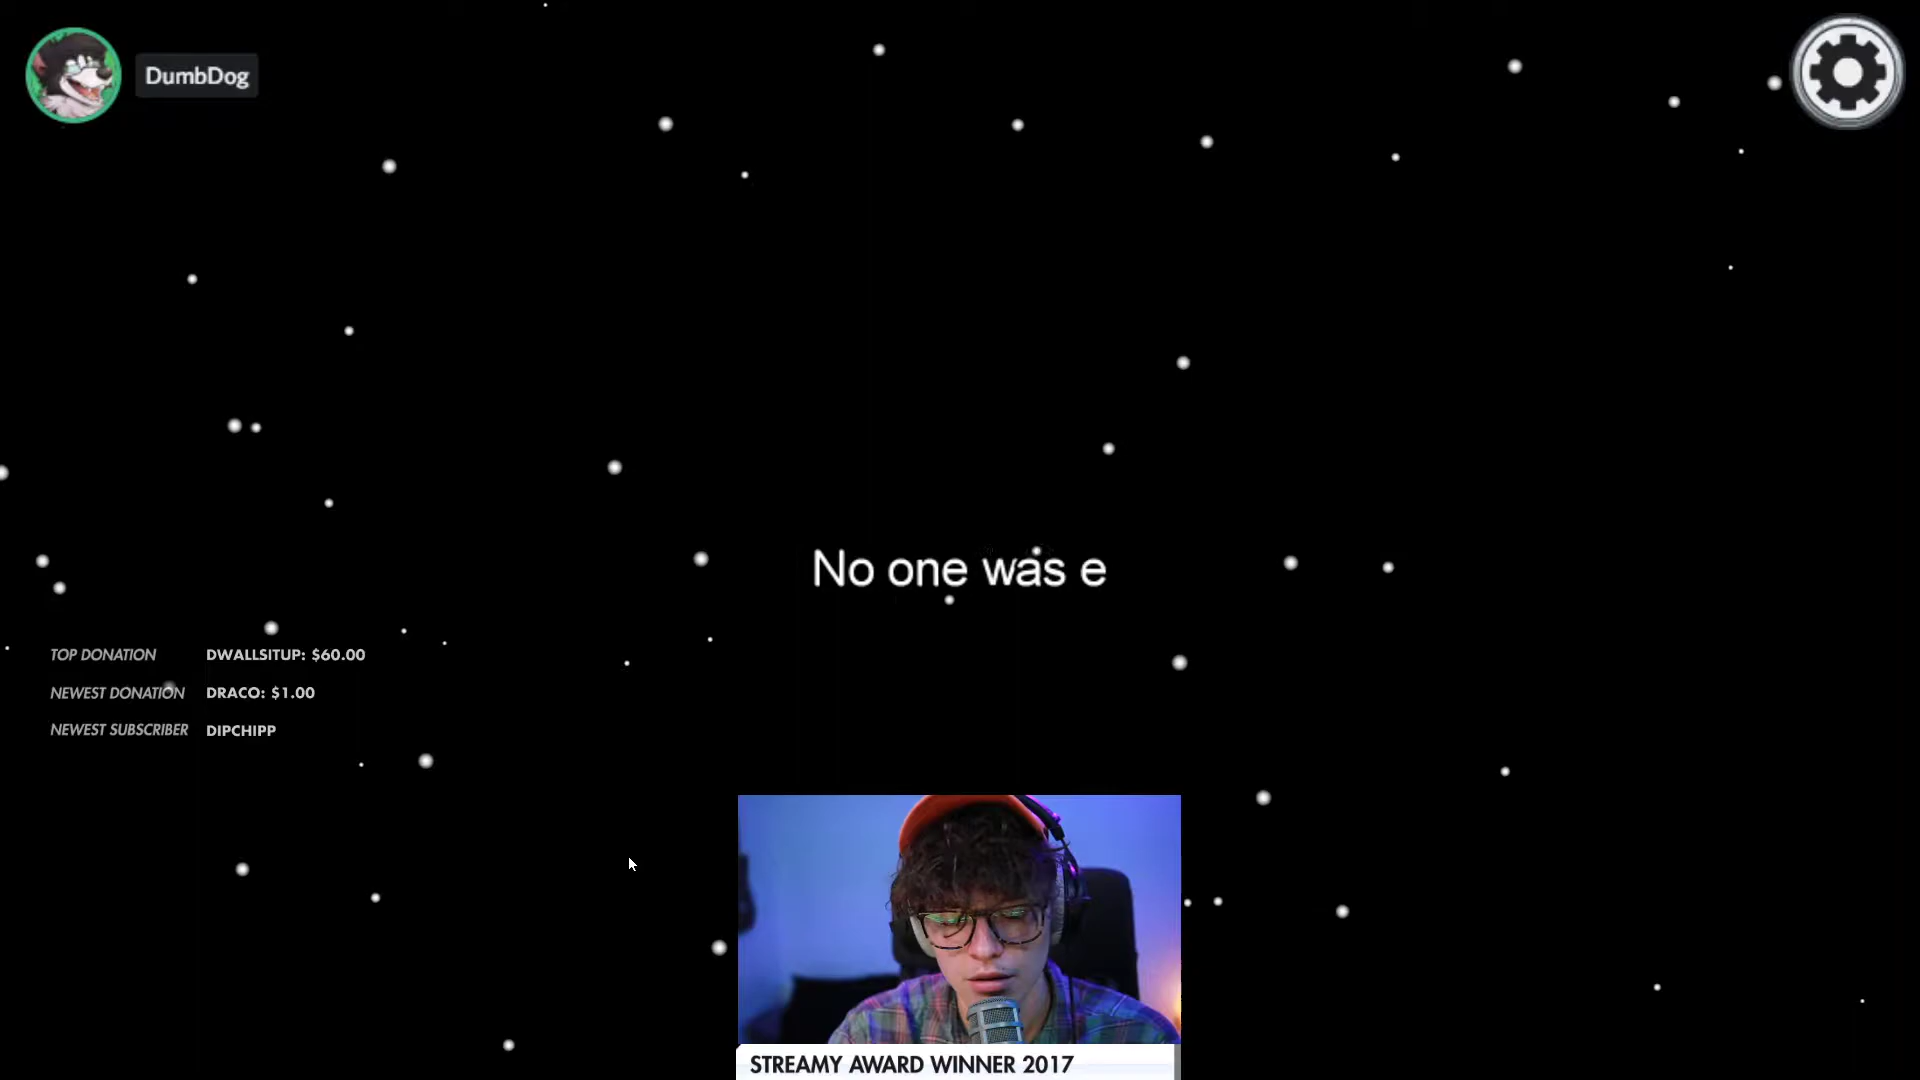 DumbDog
No one was e
TOP DONATION DWALLSITUP: $60.00
NEWEST DONATION DRACO: $1.00
NEWEST SUBSCRIBER DIPCHIPP
STREAMY AWARD WINNER 2017